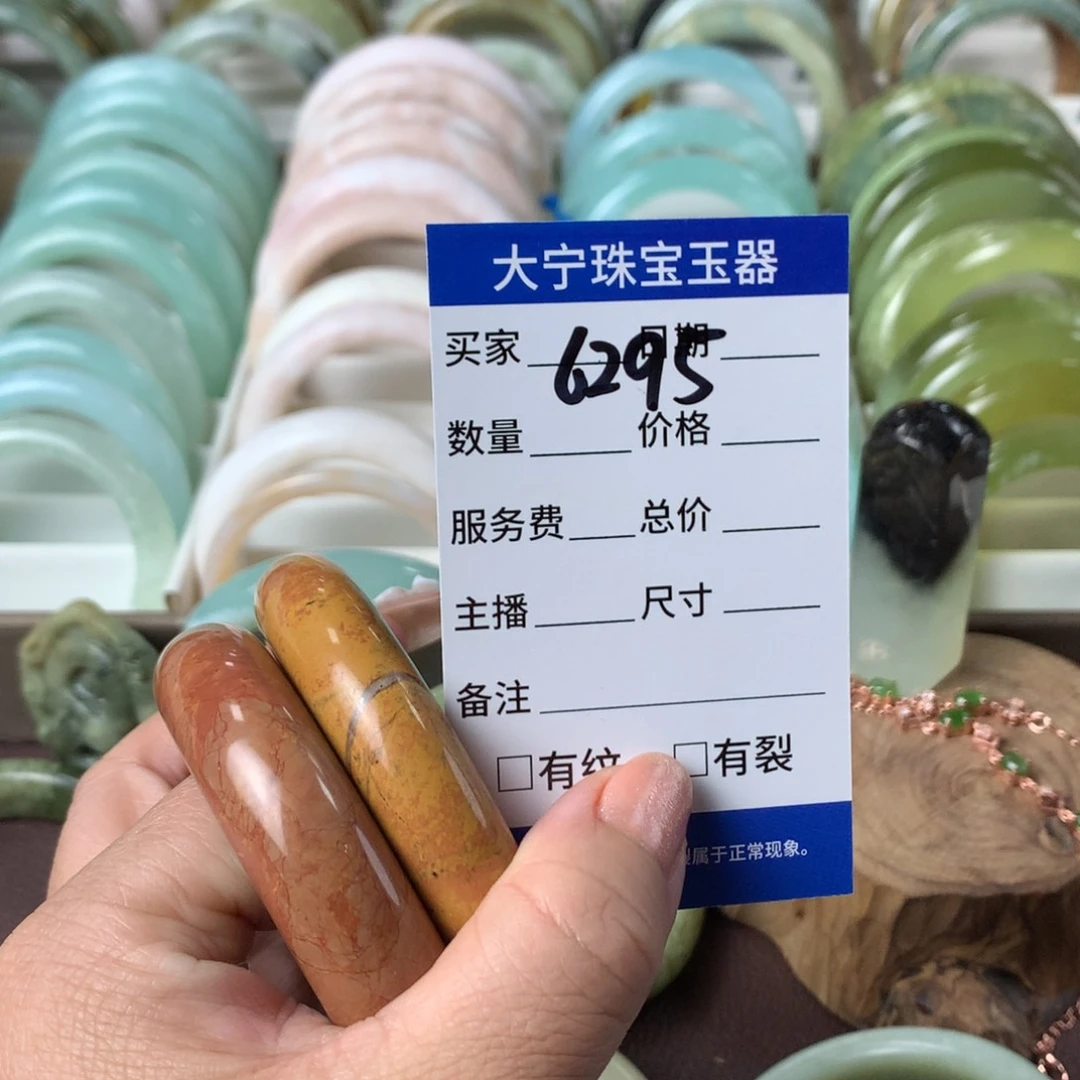 大宁珠宝玉器
买家 6295 日期
数量 价格
服务费 总价
主播 尺寸
备注
□有纹 □有裂
属于正常现象。